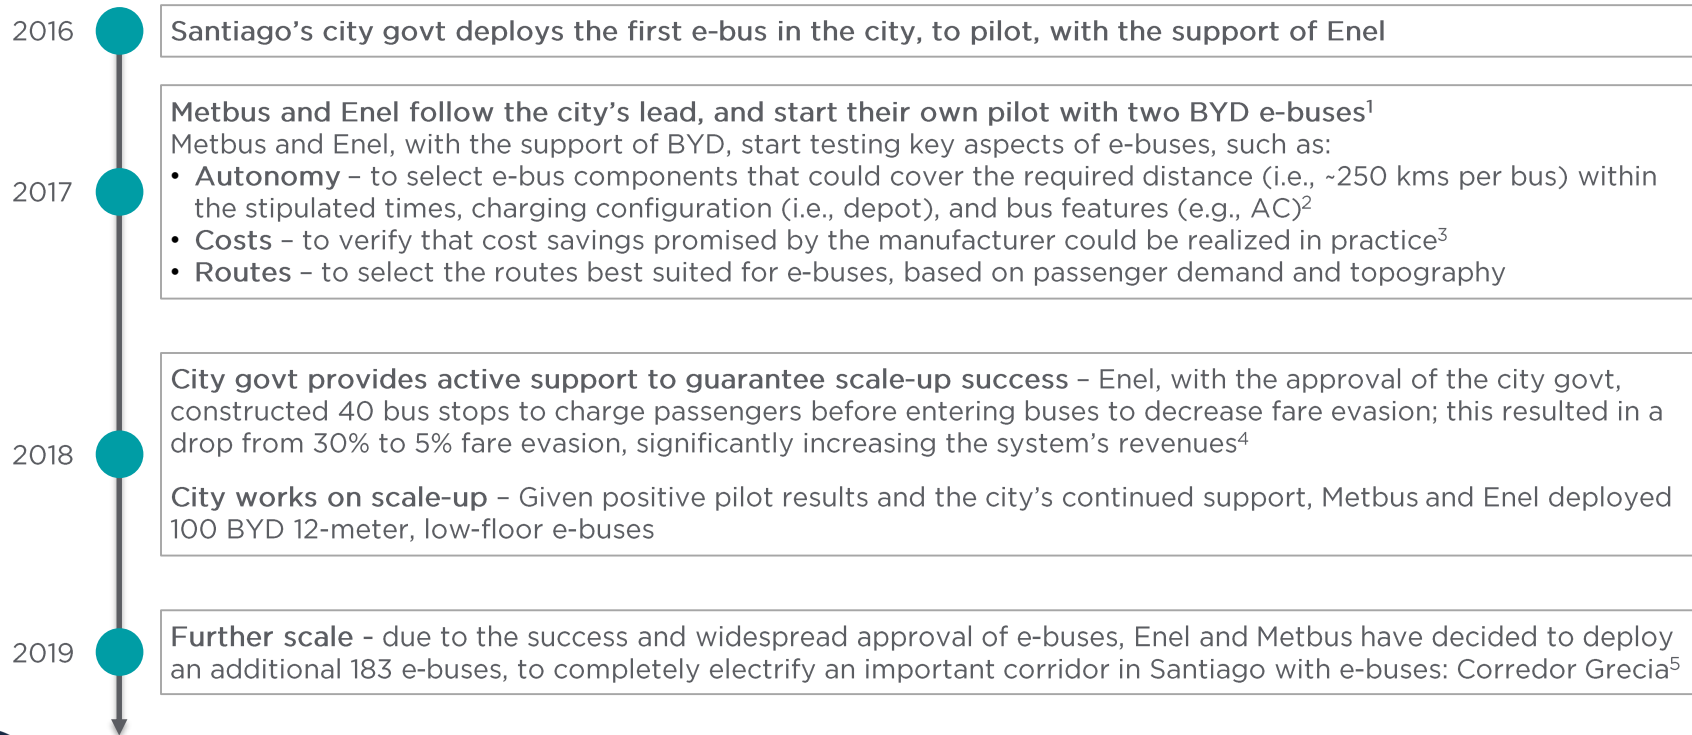 2016
Santiago’s city govt deploys the first e-bus in the city, to pilot, with the support of Enel
2017
Metbus and Enel follow the city’s lead, and start their own pilot with two BYD e-buses¹
Metbus and Enel, with the support of BYD, start testing key aspects of e-buses, such as:
• Autonomy – to select e-bus components that could cover the required distance (i.e., ~250 kms per bus) within
the stipulated times, charging configuration (i.e., depot), and bus features (e.g., AC)²
• Costs – to verify that cost savings promised by the manufacturer could be realized in practice³
• Routes – to select the routes best suited for e-buses, based on passenger demand and topography
2018
City govt provides active support to guarantee scale-up success – Enel, with the approval of the city govt,
constructed 40 bus stops to charge passengers before entering buses to decrease fare evasion; this resulted in a
drop from 30% to 5% fare evasion, significantly increasing the system’s revenues⁴
City works on scale-up – Given positive pilot results and the city’s continued support, Metbus and Enel deployed
100 BYD 12-meter, low-floor e-buses
2019
Further scale - due to the success and widespread approval of e-buses, Enel and Metbus have decided to deploy
an additional 183 e-buses, to completely electrify an important corridor in Santiago with e-buses: Corredor Grecia⁵